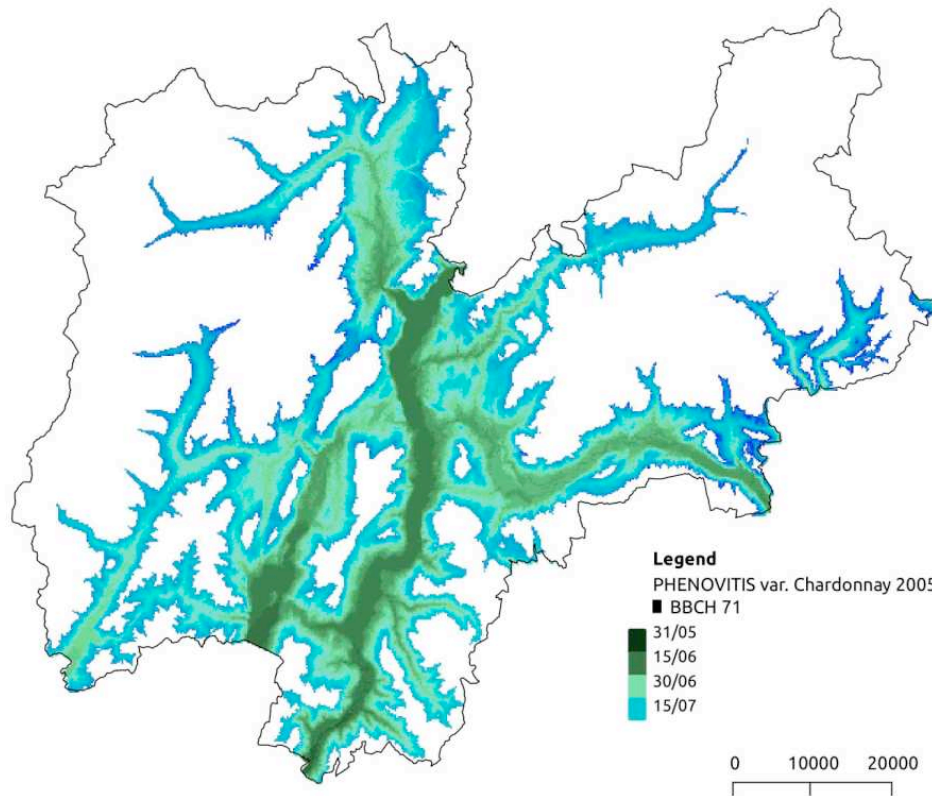 Legend
PHENOVITIS var. Chardonnay 2005
BBCH 71
31/05
15/06
30/06
15/07
0 10000 20000